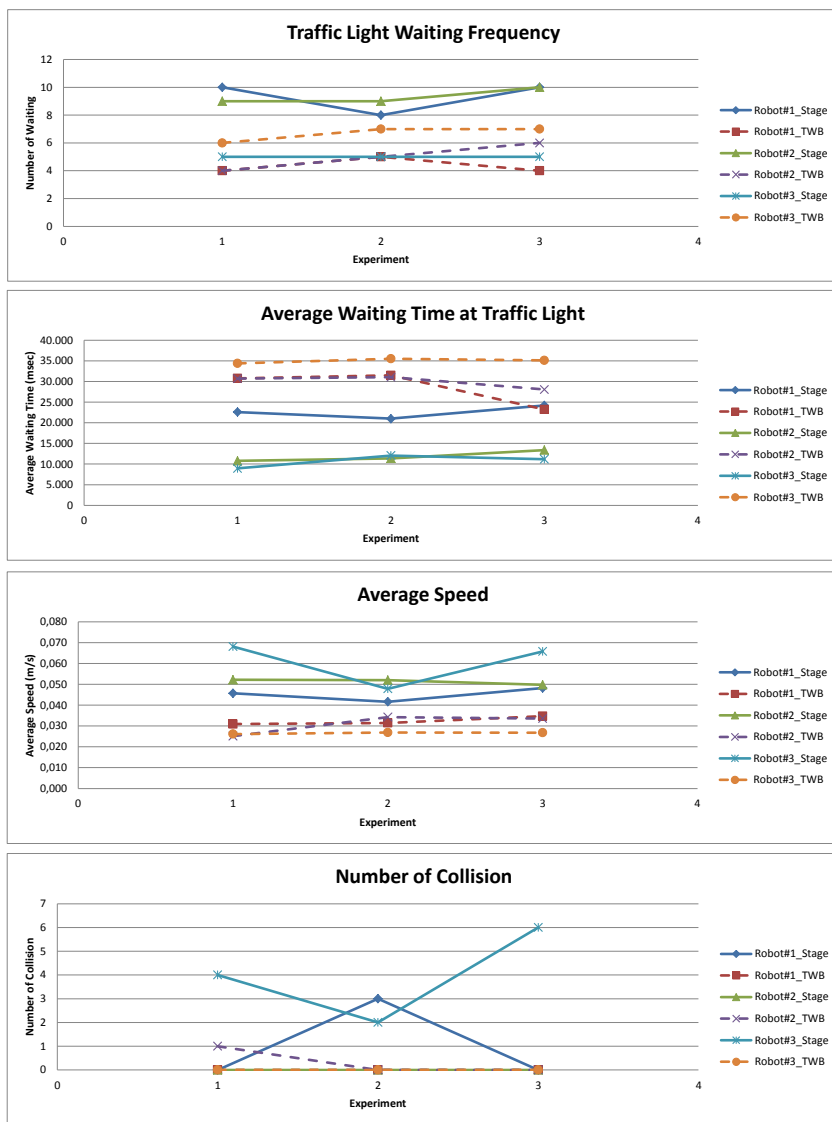 Traffic Light Waiting Frequency
12
10
8
6
4
2
0
0
1
2
3
4
Number of Waiting
Experiment
Robot#1_Stage
Robot#1_TWB
Robot#2_Stage
Robot#2_TWB
Robot#3_Stage
Robot#3_TWB
Average Waiting Time at Traffic Light
40.000
35.000
30.000
25.000
20.000
15.000
10.000
5.000
0
0
1
2
3
4
Average Waiting Time (msec)
Experiment
Robot#1_Stage
Robot#1_TWB
Robot#2_Stage
Robot#2_TWB
Robot#3_Stage
Robot#3_TWB
Average Speed
0,080
0,070
0,060
0,050
0,040
0,030
0,020
0,010
0,000
0
1
2
3
4
Average Speed (m/s)
Experiment
Robot#1_Stage
Robot#1_TWB
Robot#2_Stage
Robot#2_TWB
Robot#3_Stage
Robot#3_TWB
Number of Collision
7
6
5
4
3
2
1
0
0
1
2
3
4
Number of Collision
Experiment
Robot#1_Stage
Robot#1_TWB
Robot#2_Stage
Robot#2_TWB
Robot#3_Stage
Robot#3_TWB